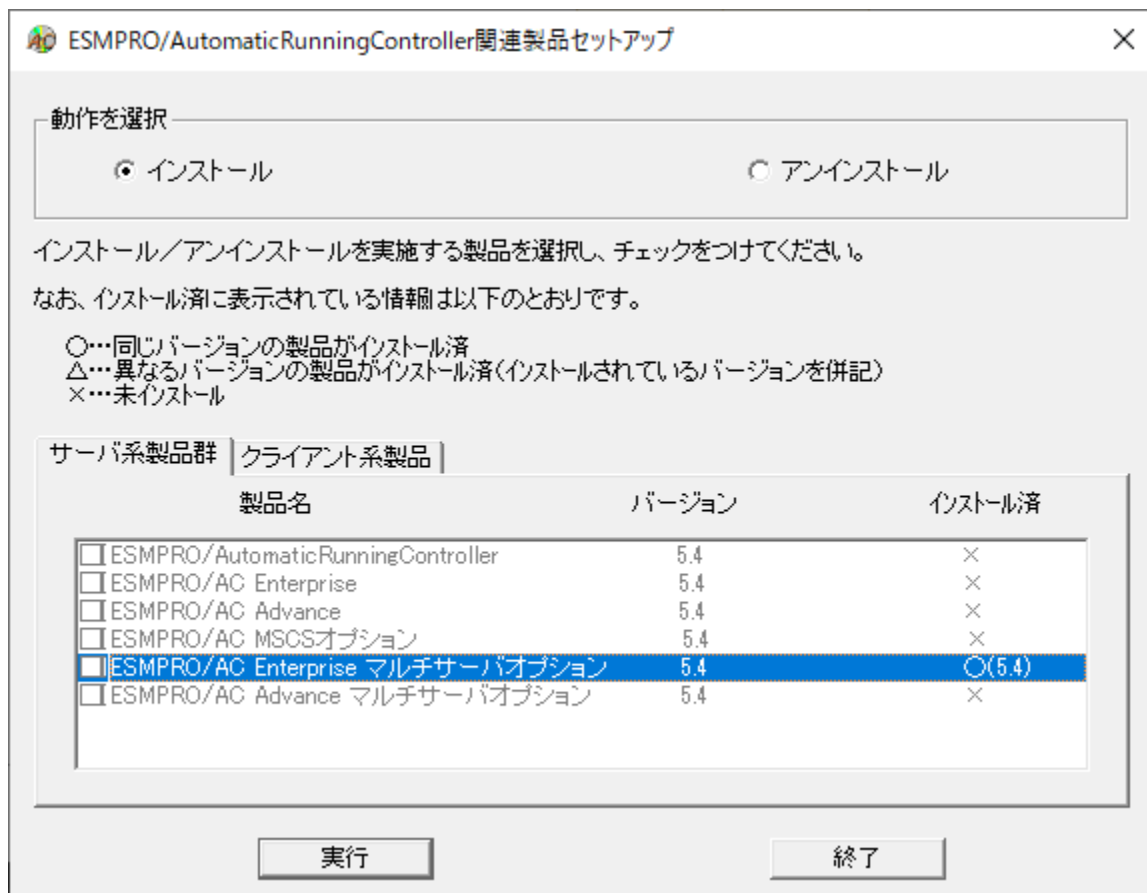 ESMPRO/AutomaticRunningController関連製品セットアップ
動作を選択
インストール アンインストール
インストール／アンインストールを実施する製品を選択し、チェックをつけてください。
なお、インストール済に表示されている情報は以下のとおりです。
○…同じバージョンの製品がインストール済
△…異なるバージョンの製品がインストール済(インストールされているバージョンを併記)
×…未インストール
サーバ系製品群 クライアント系製品
製品名 バージョン インストール済
ESMPRO/AutomaticRunningController 5.4 ×
ESMPRO/AC Enterprise 5.4 ×
ESMPRO/AC Advance 5.4 ×
ESMPRO/AC MSCSオプション 5.4 ×
ESMPRO/AC Enterprise マルチサーバオプション 5.4 ○(5.4)
ESMPRO/AC Advance マルチサーバオプション 5.4 ×
実行 終了